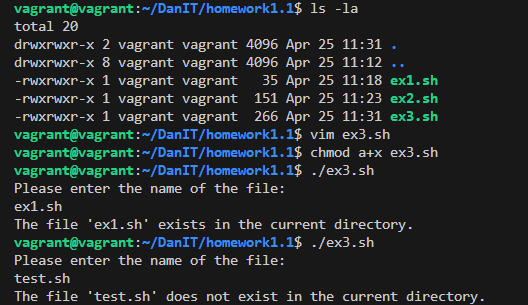 vagrant@vagrant:~/DanIT/homework1.1$ ls -la
total 20
drwxrwxr-x 2 vagrant vagrant 4096 Apr 25 11:31 .
drwxrwxr-x 8 vagrant vagrant 4096 Apr 25 11:12 ..
-rwxrwxr-x 1 vagrant vagrant   35 Apr 25 11:18 ex1.sh
-rwxrwxr-x 1 vagrant vagrant  151 Apr 25 11:23 ex2.sh
-rwxrwxr-x 1 vagrant vagrant  266 Apr 25 11:31 ex3.sh
vagrant@vagrant:~/DanIT/homework1.1$ vim ex3.sh
vagrant@vagrant:~/DanIT/homework1.1$ chmod a+x ex3.sh
vagrant@vagrant:~/DanIT/homework1.1$ ./ex3.sh
Please enter the name of the file:
ex1.sh
The file 'ex1.sh' exists in the current directory.
vagrant@vagrant:~/DanIT/homework1.1$ ./ex3.sh
Please enter the name of the file:
test.sh
The file 'test.sh' does not exist in the current directory.